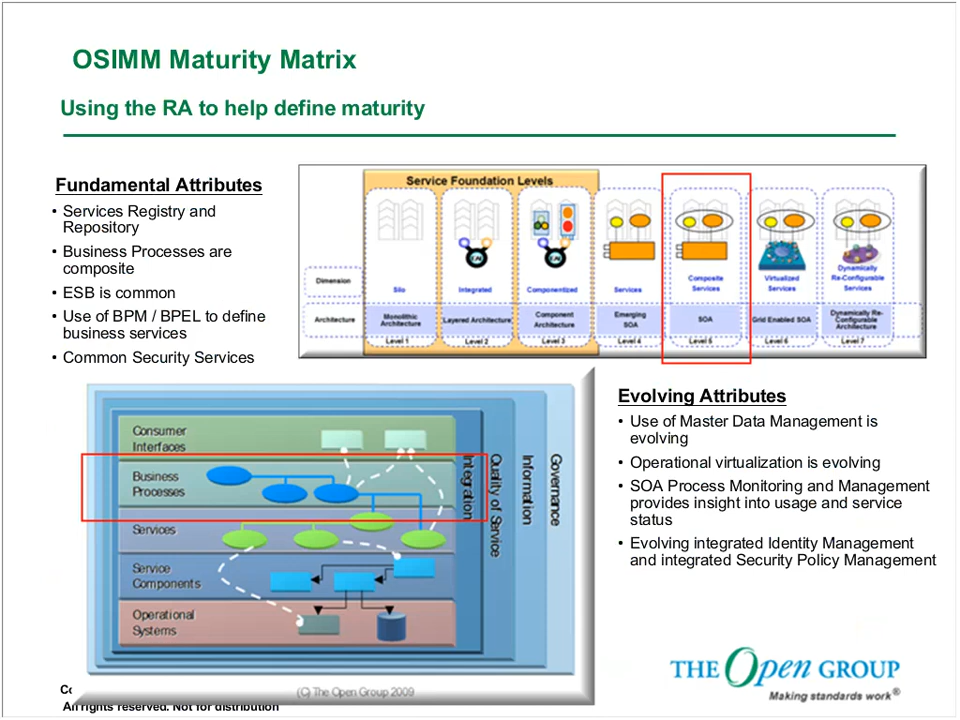 OSIMM Maturity Matrix
Using the RA to help define maturity
Fundamental Attributes
• Services Registry and
Repository
• Business Processes are
composite
• ESB is common
• Use of BPM / BPEL to define
business services
• Common Security Services
Service Foundation Levels
Dimension
Silo
Integrated
Componentized
Services
Composite
Services
Virtualized
Services
Dynamically
Re-Configurable
Services
Architecture
Monolithic
Architecture
Layered Architecture
Component
Architecture
Emerging
SOA
SOA
Grid Enabled SOA
Dynamically Re-
Configurable
Architecture
Level 1
Level 2
Level 3
Level 4
Level 5
Level 6
Level 7
Consumer
Interfaces
Business
Processes
Services
Service
Components
Operational
Systems
Integration
Quality of Service
Information
Governance
(C) The Open Group 2009
Evolving Attributes
• Use of Master Data Management is
evolving
• Operational virtualization is evolving
• SOA Process Monitoring and Management
provides insight into usage and service
status
• Evolving integrated Identity Management
and integrated Security Policy Management
THE Open GROUP
Making standards work®
All rights reserved. Not for distribution